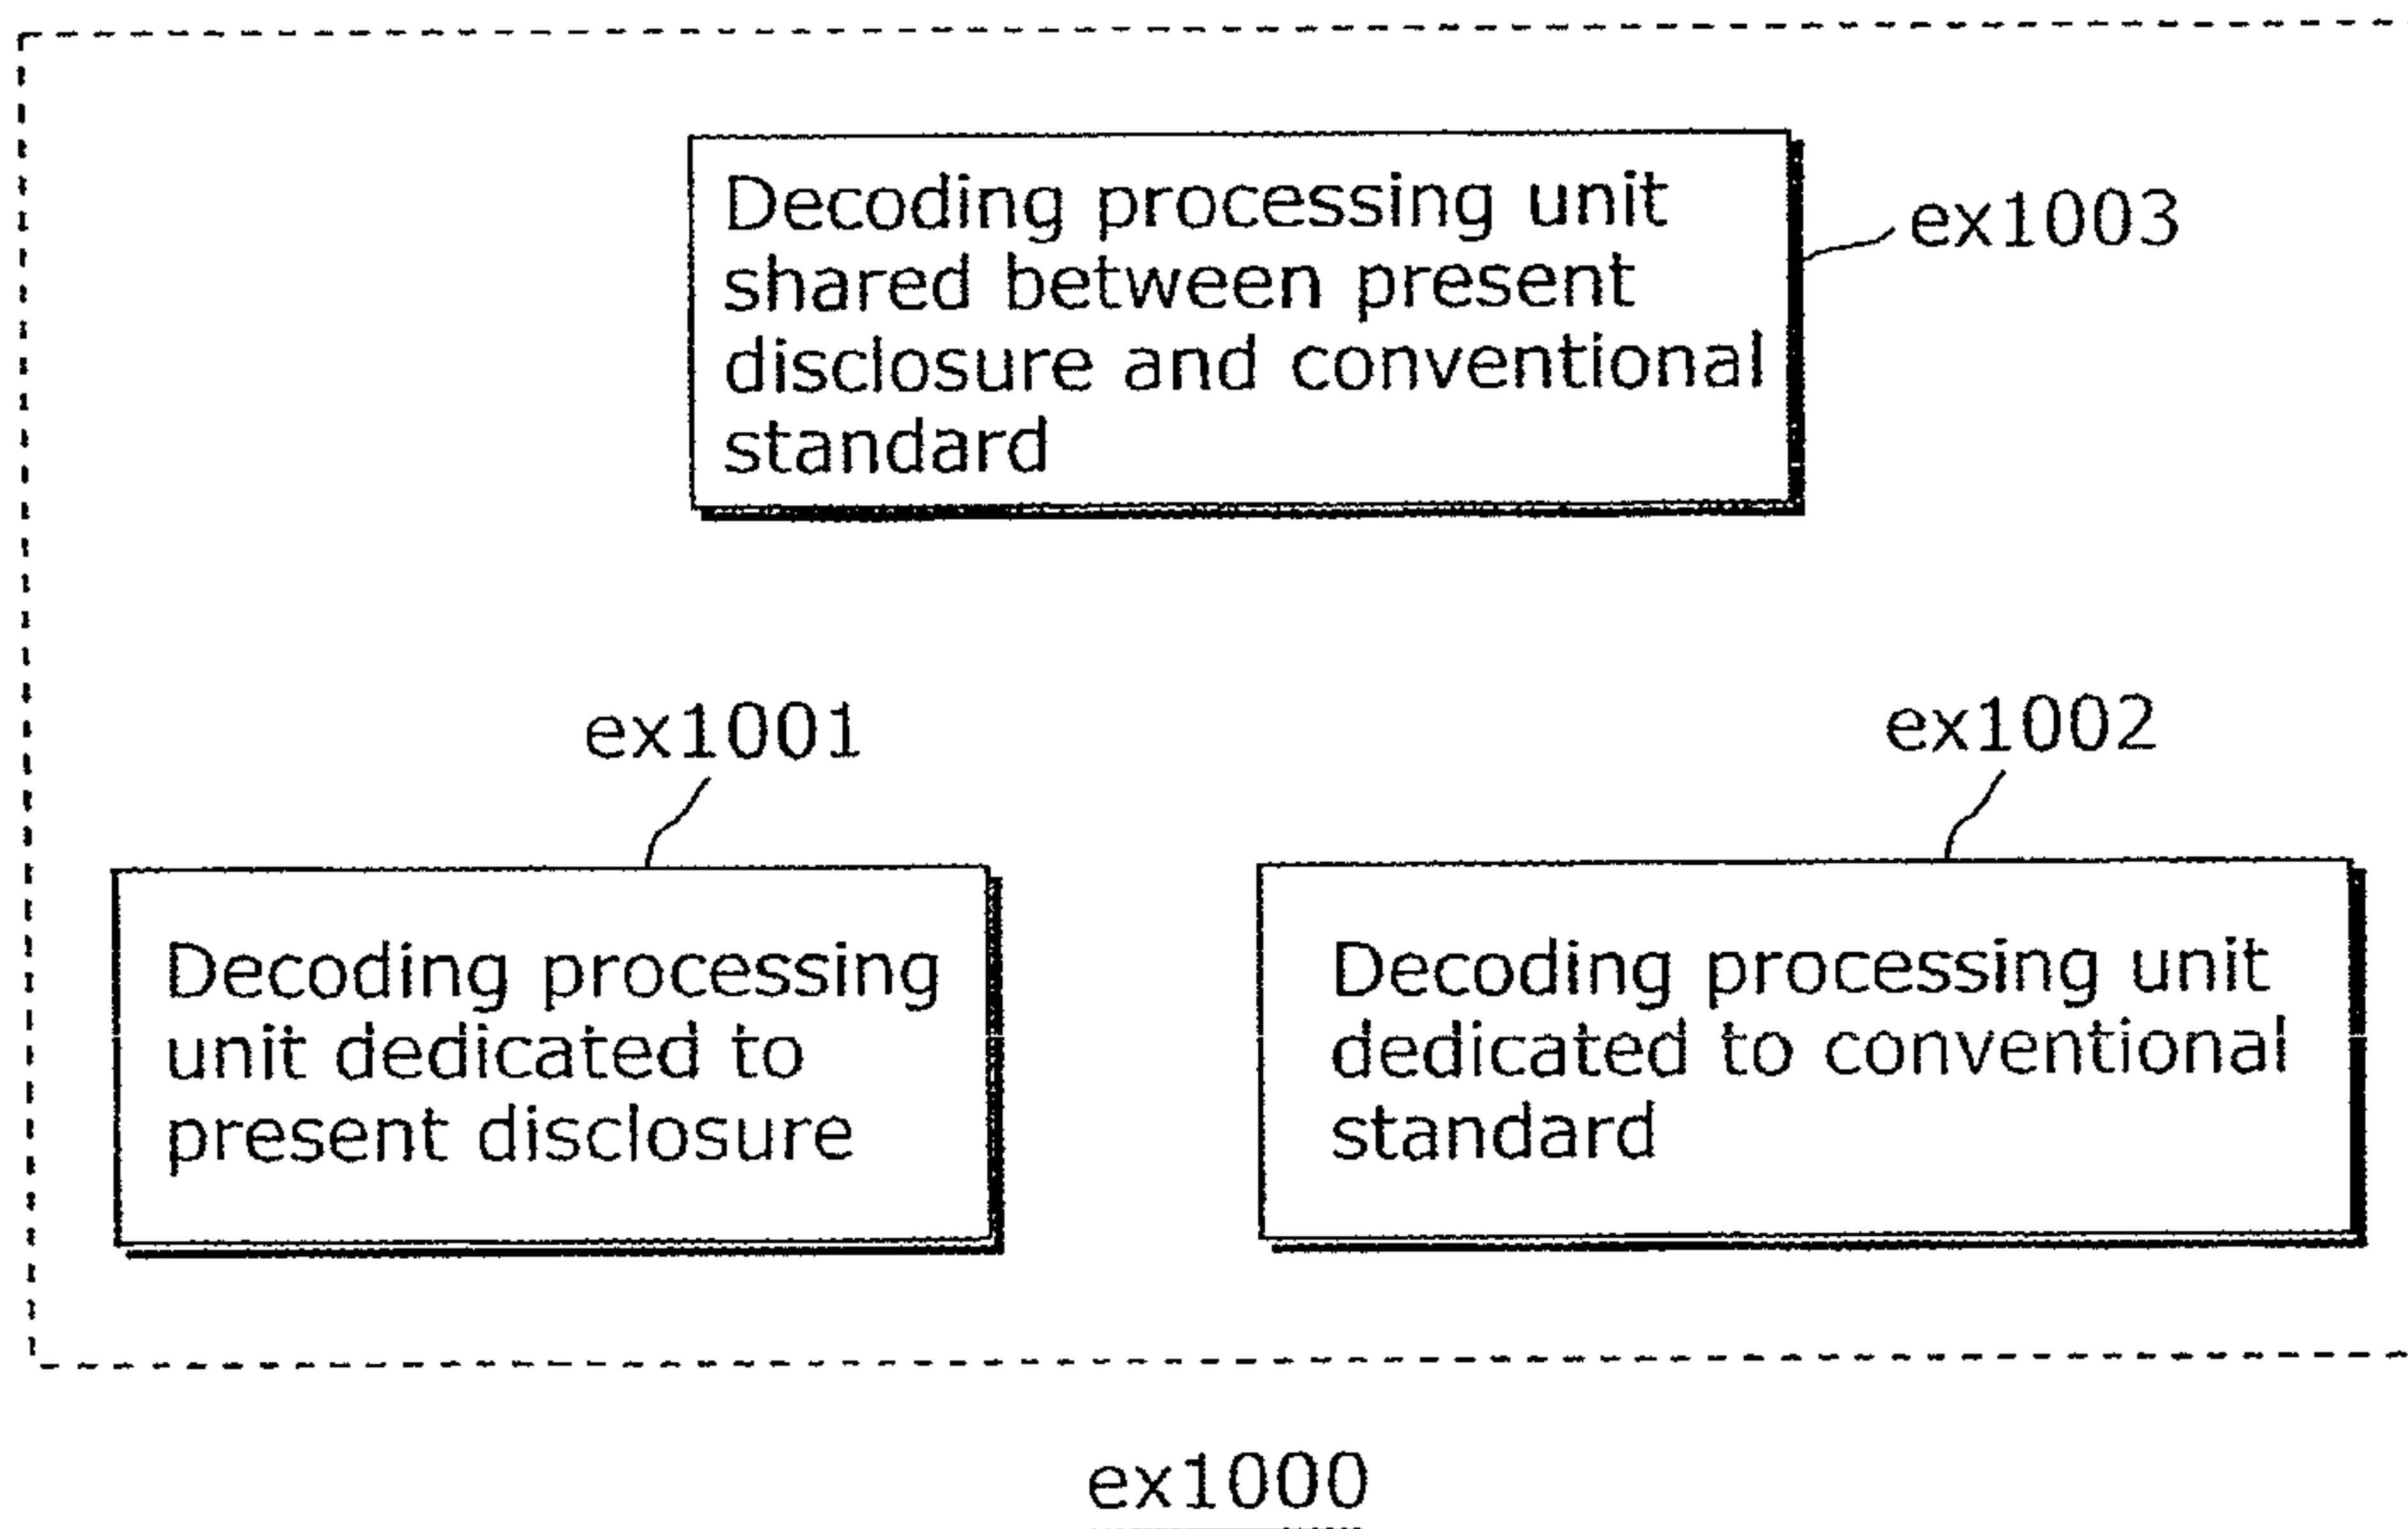 Decoding processing unit
shared between present
disclosure and conventional
standard
ex1003
ex1001
ex1002
Decoding processing
unit dedicated to
present disclosure
Decoding processing unit
dedicated to conventional
standard
ex1000